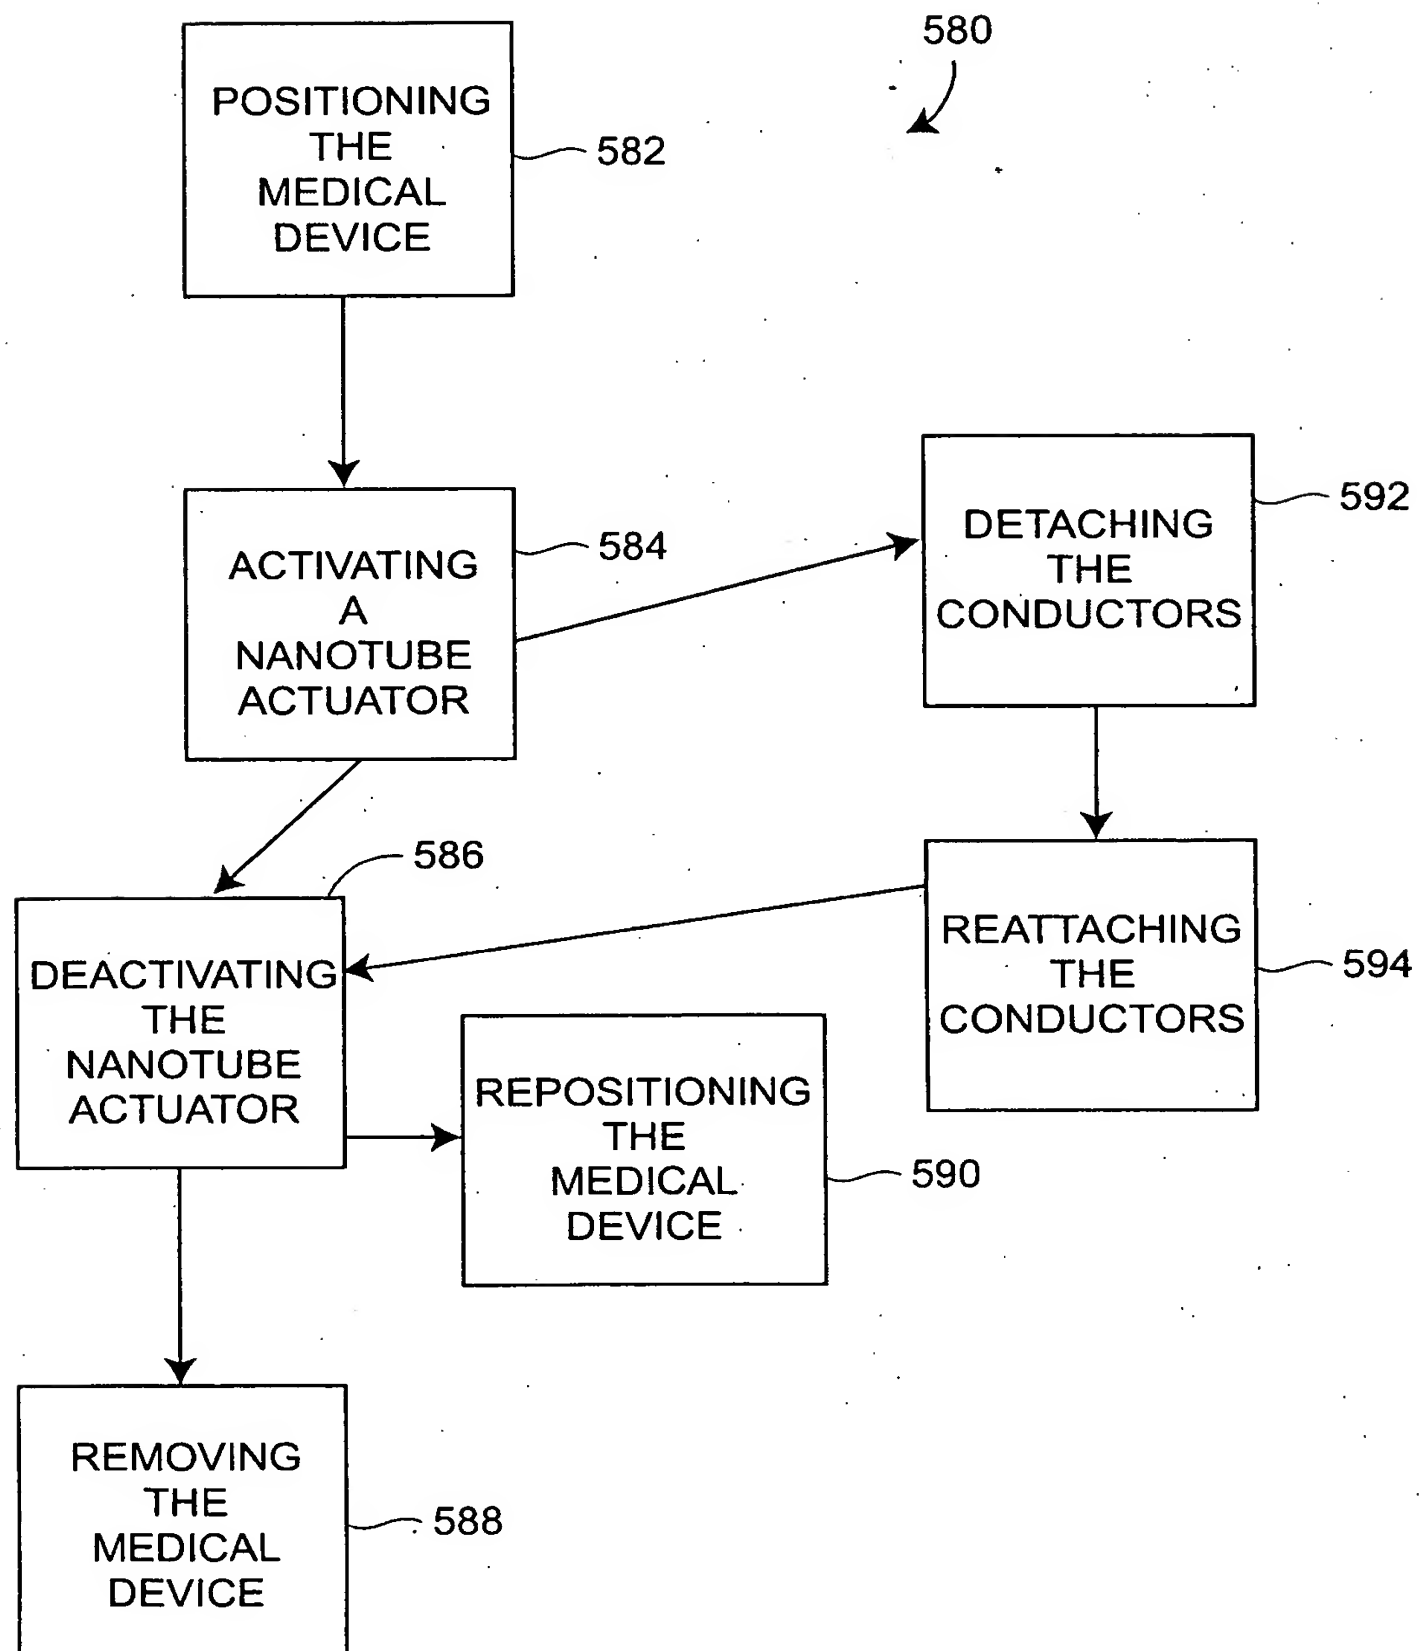 580
POSITIONING
THE
MEDICAL
DEVICE
582
ACTIVATING
A
NANOTUBE
ACTUATOR
584
DETACHING
THE
CONDUCTORS
592
DEACTIVATING
THE
NANOTUBE
ACTUATOR
586
REATTACHING
THE
CONDUCTORS
594
REPOSITIONING
THE
MEDICAL
DEVICE
590
REMOVING
THE
MEDICAL
DEVICE
588